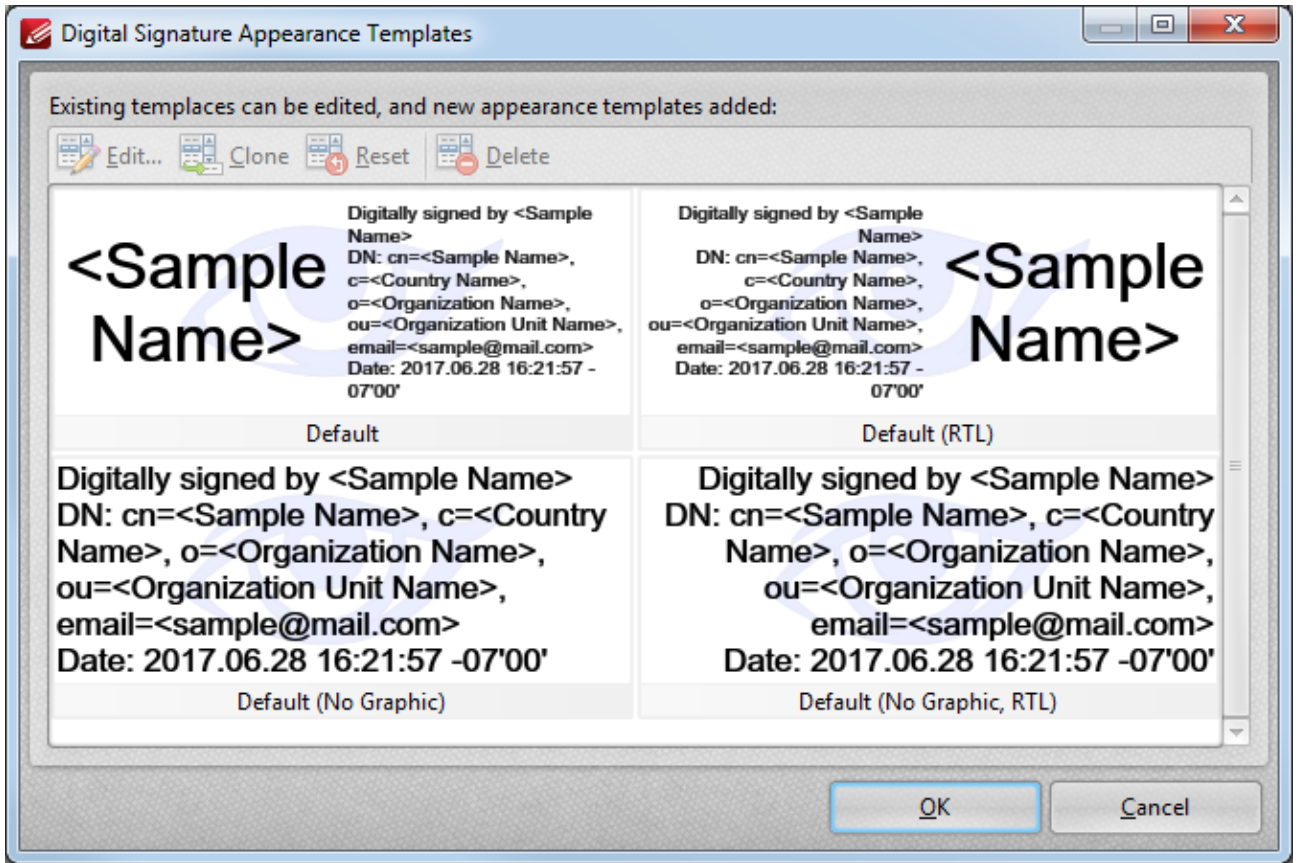 Digital Signature Appearance Templates
Existing templaces can be edited, and new appearance templates added:
Edit... Clone Reset Delete
<Sample
Name>
Digitally signed by <Sample
Name>
DN: cn=<Sample Name>,
c=<Country Name>,
o=<Organization Name>,
ou=<Organization Unit Name>,
email=<sample@mail.com>
Date: 2017.06.28 16:21:57 -
07'00'
Default
Digitally signed by <Sample
Name>
DN: cn=<Sample Name>,
c=<Country Name>,
o=<Organization Name>,
ou=<Organization Unit Name>,
email=<sample@mail.com>
Date: 2017.06.28 16:21:57 -
07'00'
<Sample
Name>
Default (RTL)
Digitally signed by <Sample Name>
DN: cn=<Sample Name>, c=<Country
Name>, o=<Organization Name>,
ou=<Organization Unit Name>,
email=<sample@mail.com>
Date: 2017.06.28 16:21:57 -07'00'
Default (No Graphic)
Digitally signed by <Sample Name>
DN: cn=<Sample Name>, c=<Country
Name>, o=<Organization Name>,
ou=<Organization Unit Name>,
email=<sample@mail.com>
Date: 2017.06.28 16:21:57 -07'00'
Default (No Graphic, RTL)
OK Cancel